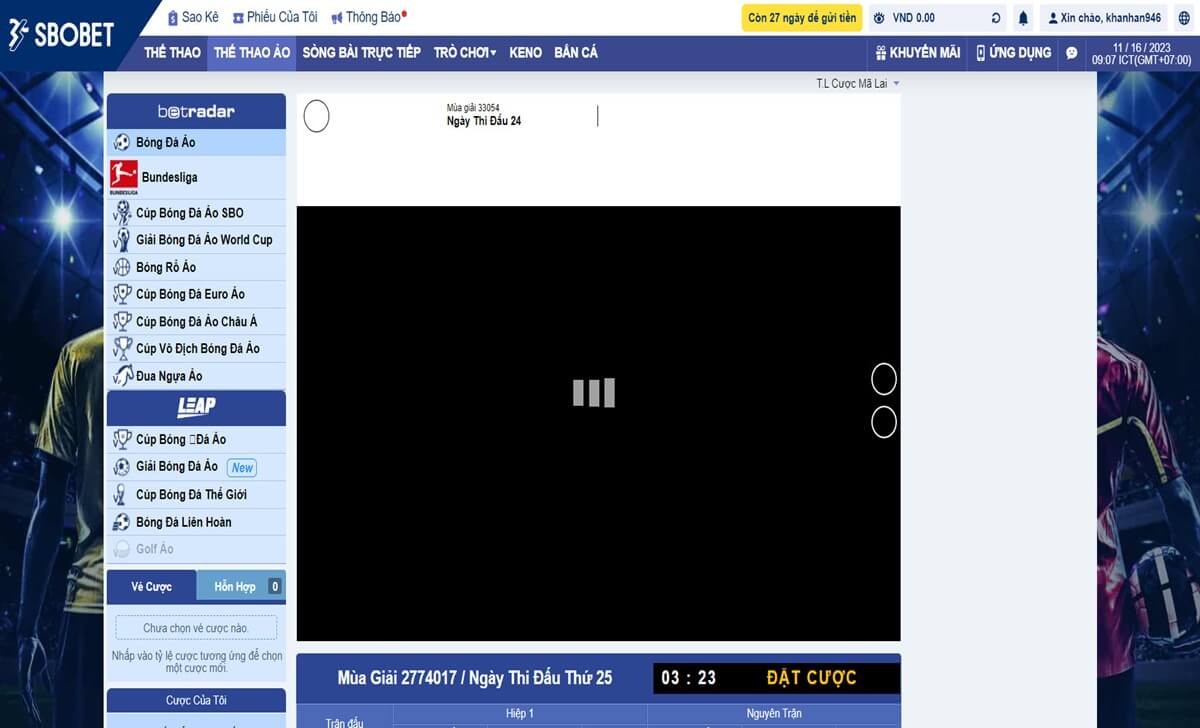 SBOBET
Sao Kê
Phiếu Của Tôi
Thông Báo
Còn 27 ngày để gửi tiền
VND 0.00
Xin chào, khanhan946
THỂ THAO
THỂ THAO ẢO
SÒNG BÀI TRỰC TIẾP
TRÒ CHƠI
KENO
BẮN CÁ
KHUYẾN MÃI
ỨNG DỤNG
11 / 16 / 2023
09:07 ICT(GMT+07:00)
T.L Cược Mã Lai
betradar
Bóng Đá Ảo
BUNDESLIGA
Bundesliga
Cúp Bóng Đá Ảo SBO
Giải Bóng Đá Ảo World Cup
Bóng Rổ Ảo
Cúp Bóng Đá Euro Ảo
Cúp Bóng Đá Ảo Châu Á
Cúp Vô Địch Bóng Đá Ảo
Đua Ngựa Ảo
LEAP
Cúp Bóng Đá Ảo
Giải Bóng Đá Ảo New
Cúp Bóng Đá Thế Giới
Bóng Đá Liên Hoàn
Golf Ảo
Vé Cược
Hỗn Hợp 0
Chưa chọn vé cược nào.
Nhấp vào tỷ lệ cược tương ứng để chọn
một cược mới.
Cược Của Tôi
Mùa giải 33054
Ngày Thi Đấu 24
Mùa Giải 2774017 / Ngày Thi Đấu Thứ 25
03 : 23
ĐẶT CƯỢC
Trận đấu
Hiệp 1
Nguyên Trận